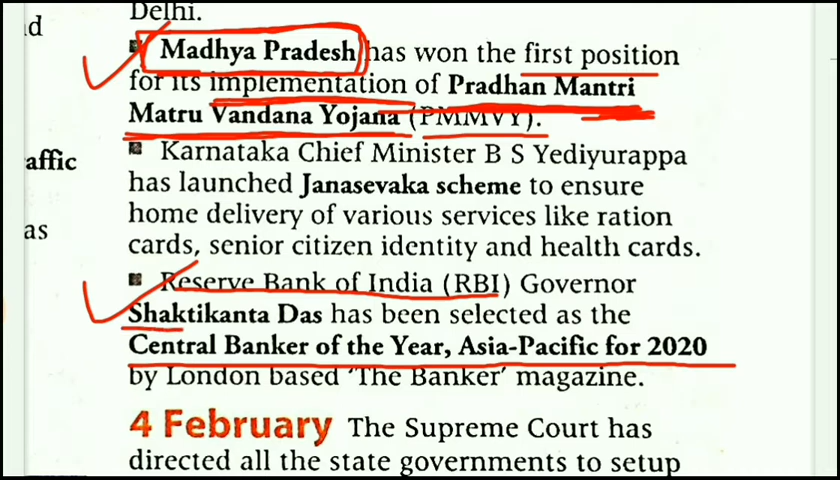 Delhi.
Madhya Pradesh has won the first position
for its implementation of Pradhan Mantri
Matru Vandana Yojana (PMMVY).
Karnataka Chief Minister B S Yediyurappa
has launched Janasevaka scheme to ensure
home delivery of various services like ration
cards, senior citizen identity and health cards.
Reserve Bank of India (RBI) Governor
Shaktikanta Das has been selected as the
Central Banker of the Year, Asia-Pacific for 2020
by London based 'The Banker' magazine.
4 February The Supreme Court has
directed all the state governments to setup
affic
as